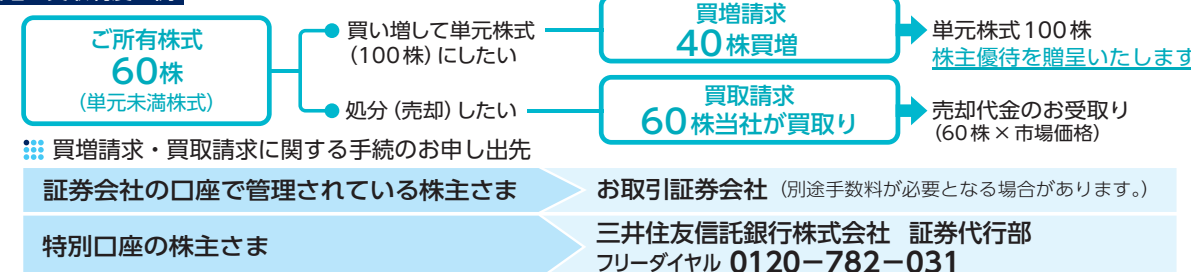 ご所有株式
60株
(単元未満株式)
買い増して単元株式
(100株)にしたい
買増請求
40株買増
単元株式100株
株主優待を贈呈いたします
処分(売却)したい
買取請求
60株当社が買取り
売却代金のお受取り
(60株×市場価格)
買増請求・買取請求に関する手続のお申し出先
証券会社の口座で管理されている株主さま
お取引証券会社(別途手数料が必要となる場合があります。)
特別口座の株主さま
三井住友信託銀行株式会社 証券代行部
フリーダイヤル 0120-782-031